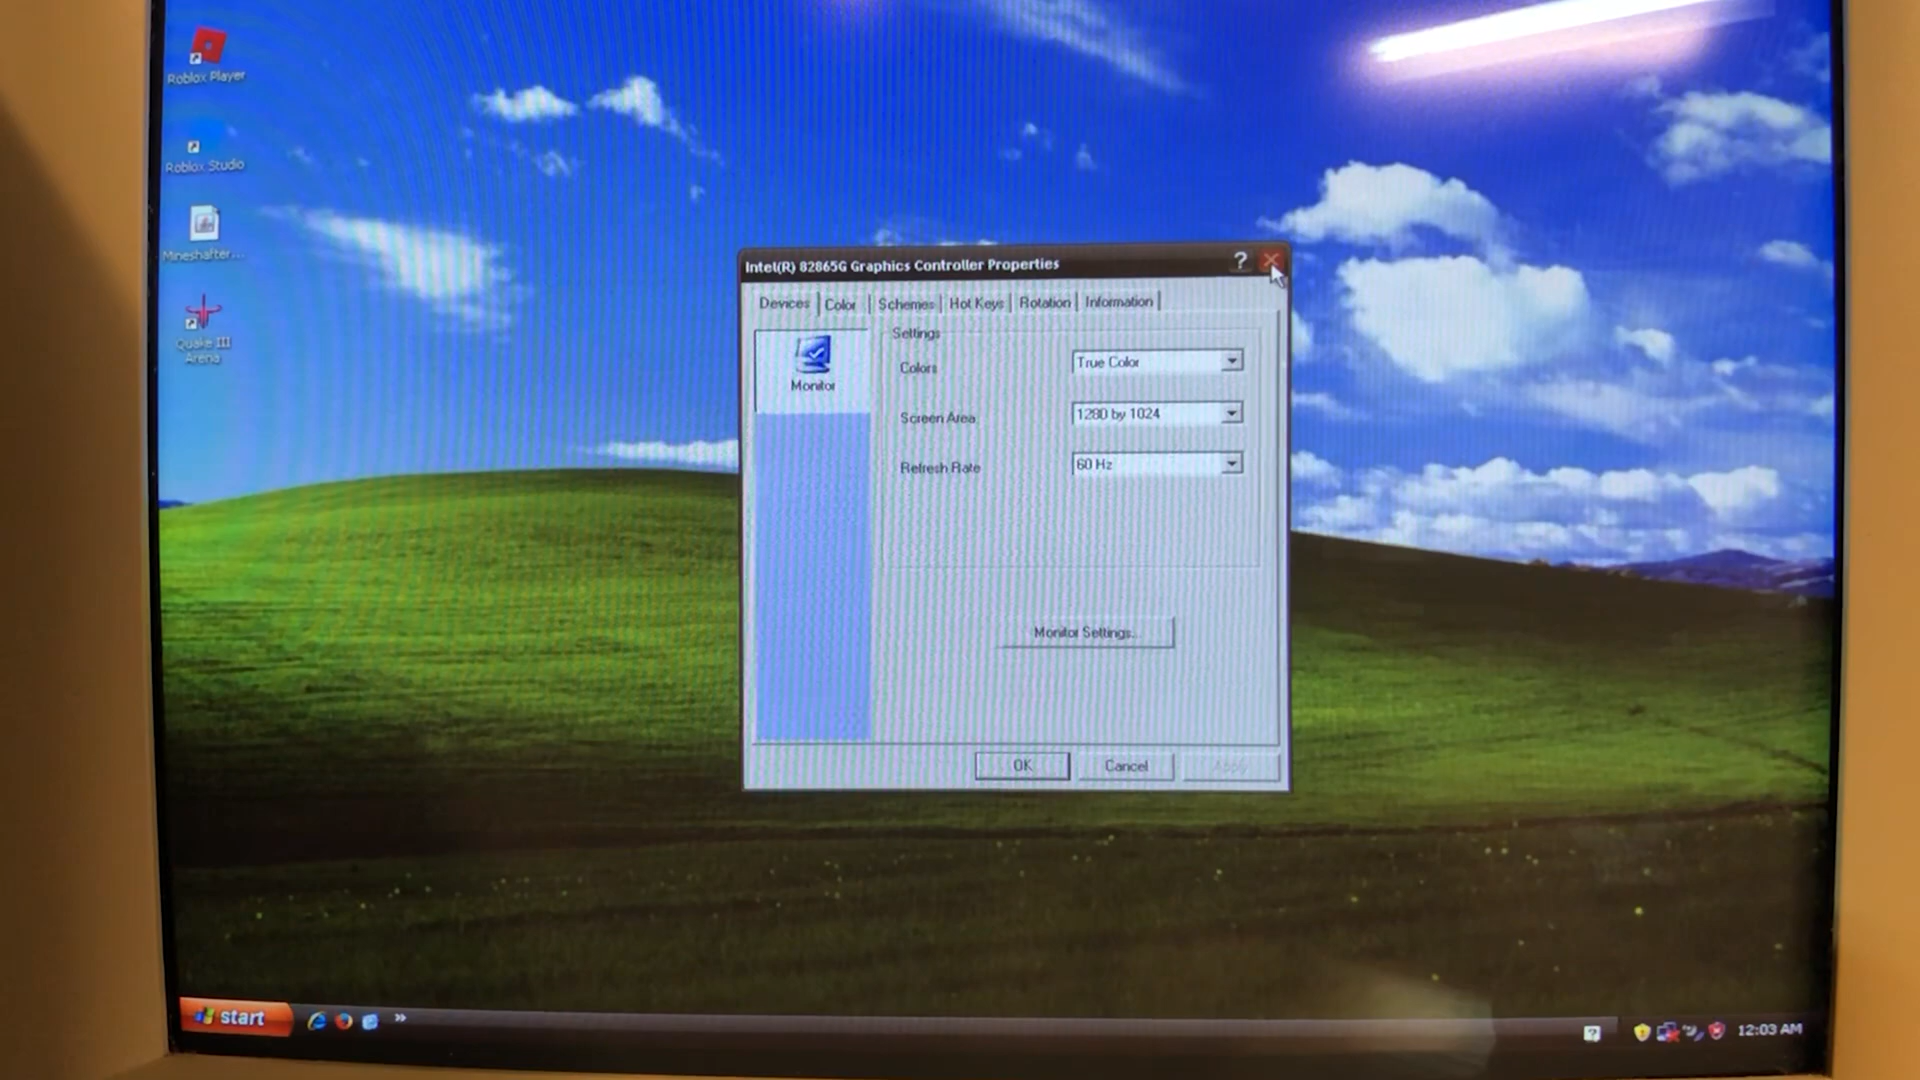 Roblox Player
Roblox Studio
Mineshafter...
Quake III
Arena
Intel(R) 82865G Graphics Controller Properties
?
Devices
Color
Schemes
Hot Keys
Rotation
Information
Monitor
Settings
Colors
True Color
Screen Area
1280 by 1024
Refresh Rate
60 Hz
Monitor Settings...
OK
Cancel
Apply
start
»
?
12:03 AM